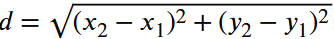 d = √(x₂ − x₁)² + (y₂ − y₁)²